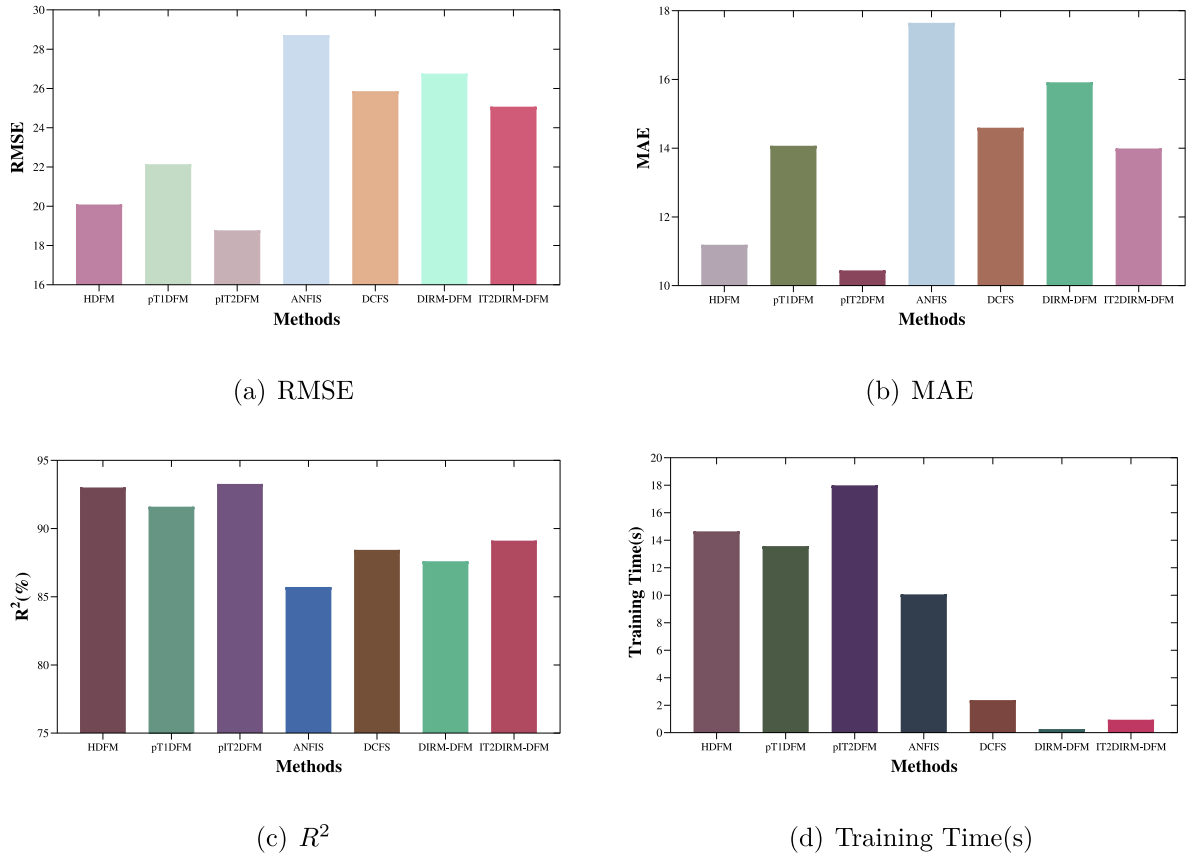 30
28
26
24
22
20
18
16
RMSE
HDFM pT1DFM pIT2DFM ANFIS DCFS DIRM-DFM IT2DIRM-DFM
Methods
(a) RMSE
18
16
14
12
10
MAE
HDFM pT1DFM pIT2DFM ANFIS DCFS DIRM-DFM IT2DIRM-DFM
Methods
(b) MAE
95
90
85
80
75
R²(%)
HDFM pT1DFM pIT2DFM ANFIS DCFS DIRM-DFM IT2DIRM-DFM
Methods
(c) R²
20
18
16
14
12
10
8
6
4
2
0
Training Time(s)
HDFM pT1DFM pIT2DFM ANFIS DCFS DIRM-DFM IT2DIRM-DFM
Methods
(d) Training Time(s)